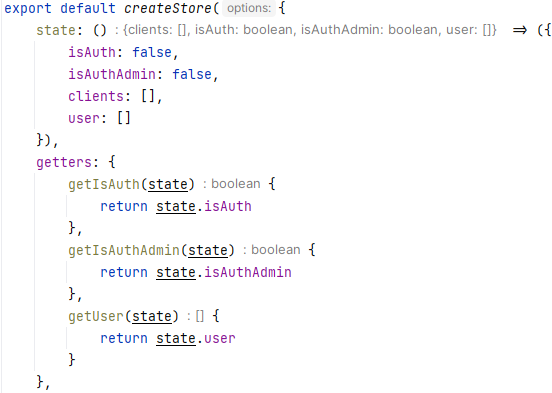 export default createStore( options: {
    state: () : {clients: [], isAuth: boolean, isAuthAdmin: boolean, user: []}  => ({
        isAuth: false,
        isAuthAdmin: false,
        clients: [],
        user: []
    }),
    getters: {
        getIsAuth(state) : boolean {
            return state.isAuth
        },
        getIsAuthAdmin(state) : boolean {
            return state.isAuthAdmin
        },
        getUser(state) : [] {
            return state.user
        }
    },